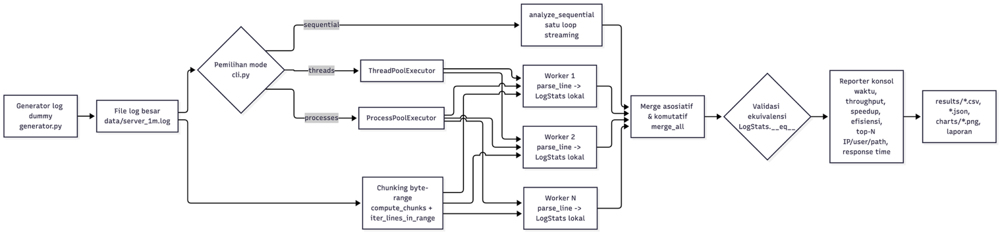 Generator log
dummy
generator.py
File log besar
data/server_1m.log
Pemilihan mode
cli.py
sequential
threads
processes
ThreadPoolExecutor
ProcessPoolExecutor
Chunking byte-
range
compute_chunks +
iter_lines_in_range
analyze_sequential
satu loop
streaming
Worker 1
parse_line ->
LogStats lokal
Worker 2
parse_line ->
LogStats lokal
Worker N
parse_line ->
LogStats lokal
Merge asosiatif
& komutatif
merge_all
Validasi
ekuivalensi
LogStats.__eq__
Reporter konsol
waktu,
throughput,
speedup,
efisiensi,
top-N
IP/user/path,
response time
results/*.csv,
*.json,
charts/*.png,
laporan